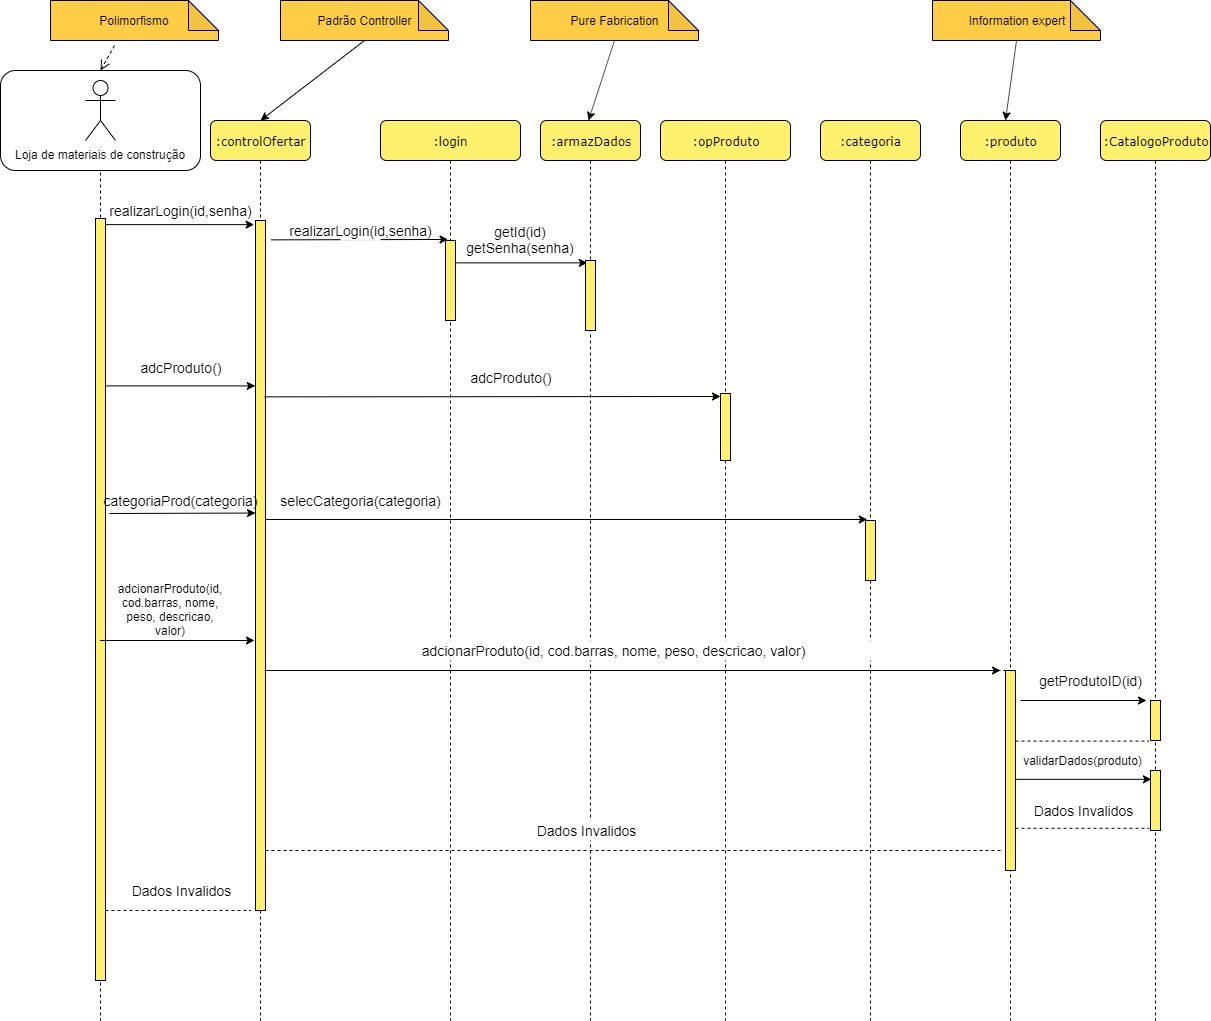 Polimorfismo
Padrão Controller
Pure Fabrication
Information expert
Loja de materiais de construção
:controlOfertar
:login
:armazDados
:opProduto
:categoria
:produto
:CatalogoProduto
realizarLogin(id,senha)
realizarLogin(id,senha)
getId(id)
getSenha(senha)
adcProduto()
adcProduto()
categoriaProd(categoria)
selecCategoria(categoria)
adcionarProduto(id,
cod.barras, nome,
peso, descricao,
valor)
adcionarProduto(id, cod.barras, nome, peso, descricao, valor)
getProdutoID(id)
validarDados(produto)
Dados Invalidos
Dados Invalidos
Dados Invalidos